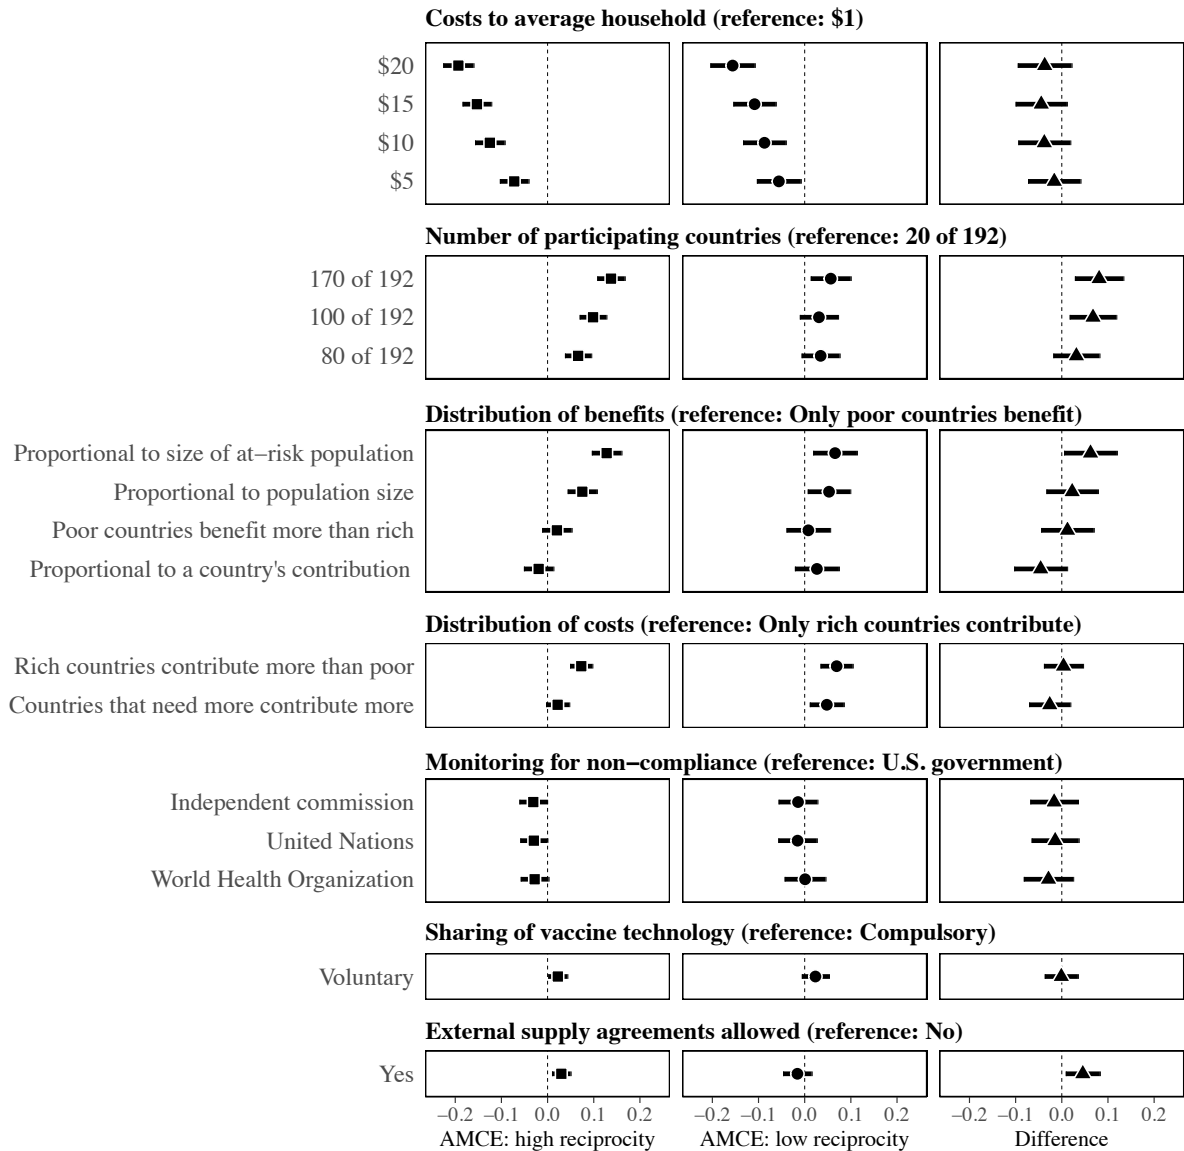 Costs to average household (reference: $1)
$20
$15
$10
$5
Number of participating countries (reference: 20 of 192)
170 of 192
100 of 192
80 of 192
Distribution of benefits (reference: Only poor countries benefit)
Proportional to size of at−risk population
Proportional to population size
Poor countries benefit more than rich
Proportional to a country's contribution
Distribution of costs (reference: Only rich countries contribute)
Rich countries contribute more than poor
Countries that need more contribute more
Monitoring for non−compliance (reference: U.S. government)
Independent commission
United Nations
World Health Organization
Sharing of vaccine technology (reference: Compulsory)
Voluntary
External supply agreements allowed (reference: No)
Yes
−0.2 −0.1 0.0 0.1 0.2 −0.2 −0.1 0.0 0.1 0.2 −0.2 −0.1 0.0 0.1 0.2
AMCE: high reciprocity AMCE: low reciprocity Difference